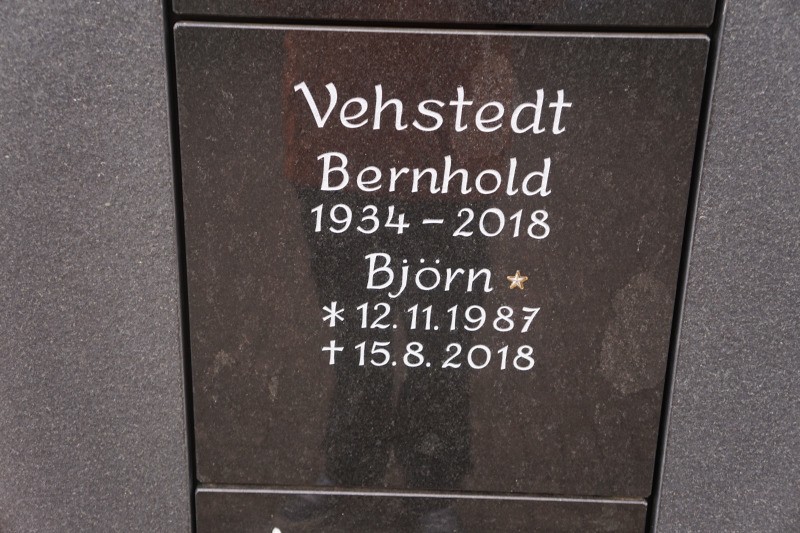 Vehstedt
Bernhold
1934 – 2018
Björn
* 12.11.1987
† 15.8.2018